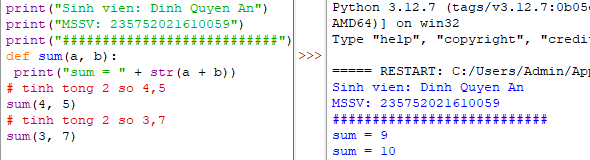 print("Sinh vien: Dinh Quyen An")
print("MSSV: 235752021610059")
print("###########################")
def sum(a, b):
 print("sum = " + str(a + b))
# tinh tong 2 so 4,5
sum(4, 5)
# tinh tong 2 so 3,7
sum(3, 7)
>>>
Python 3.12.7 (tags/v3.12.7:0b05
AMD64)] on win32
Type "help", "copyright", "credi
===== RESTART: C:/Users/Admin/App
Sinh vien: Dinh Quyen An
MSSV: 235752021610059
###########################
sum = 9
sum = 10